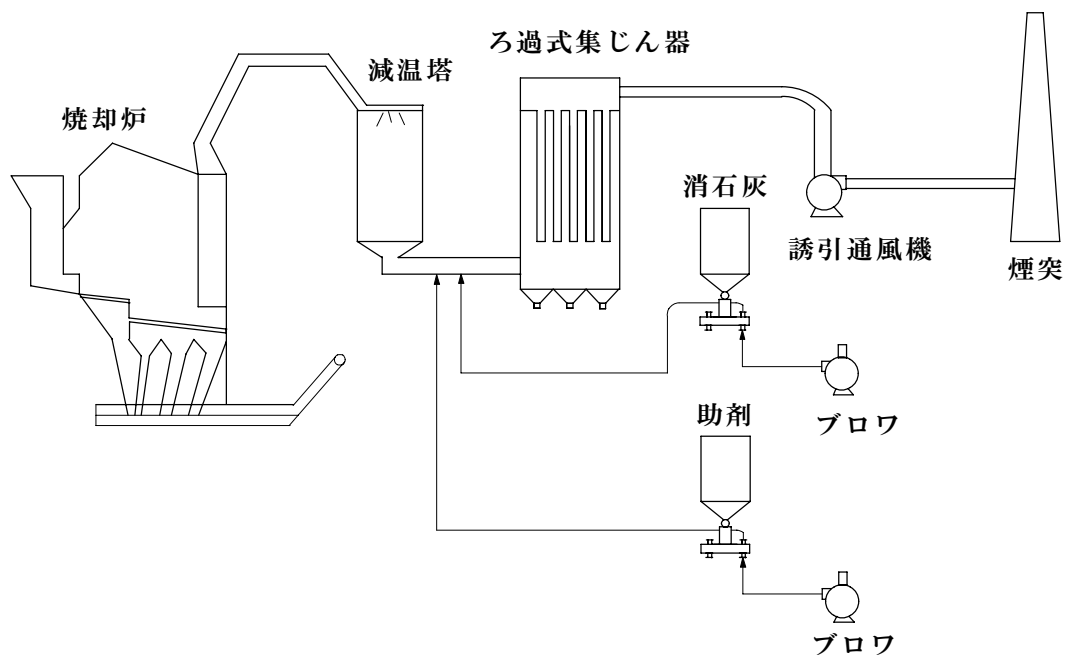 ろ過式集じん器
減温塔
焼却炉
消石灰
誘引通風機
煙突
ブロワ
助剤
ブロワ